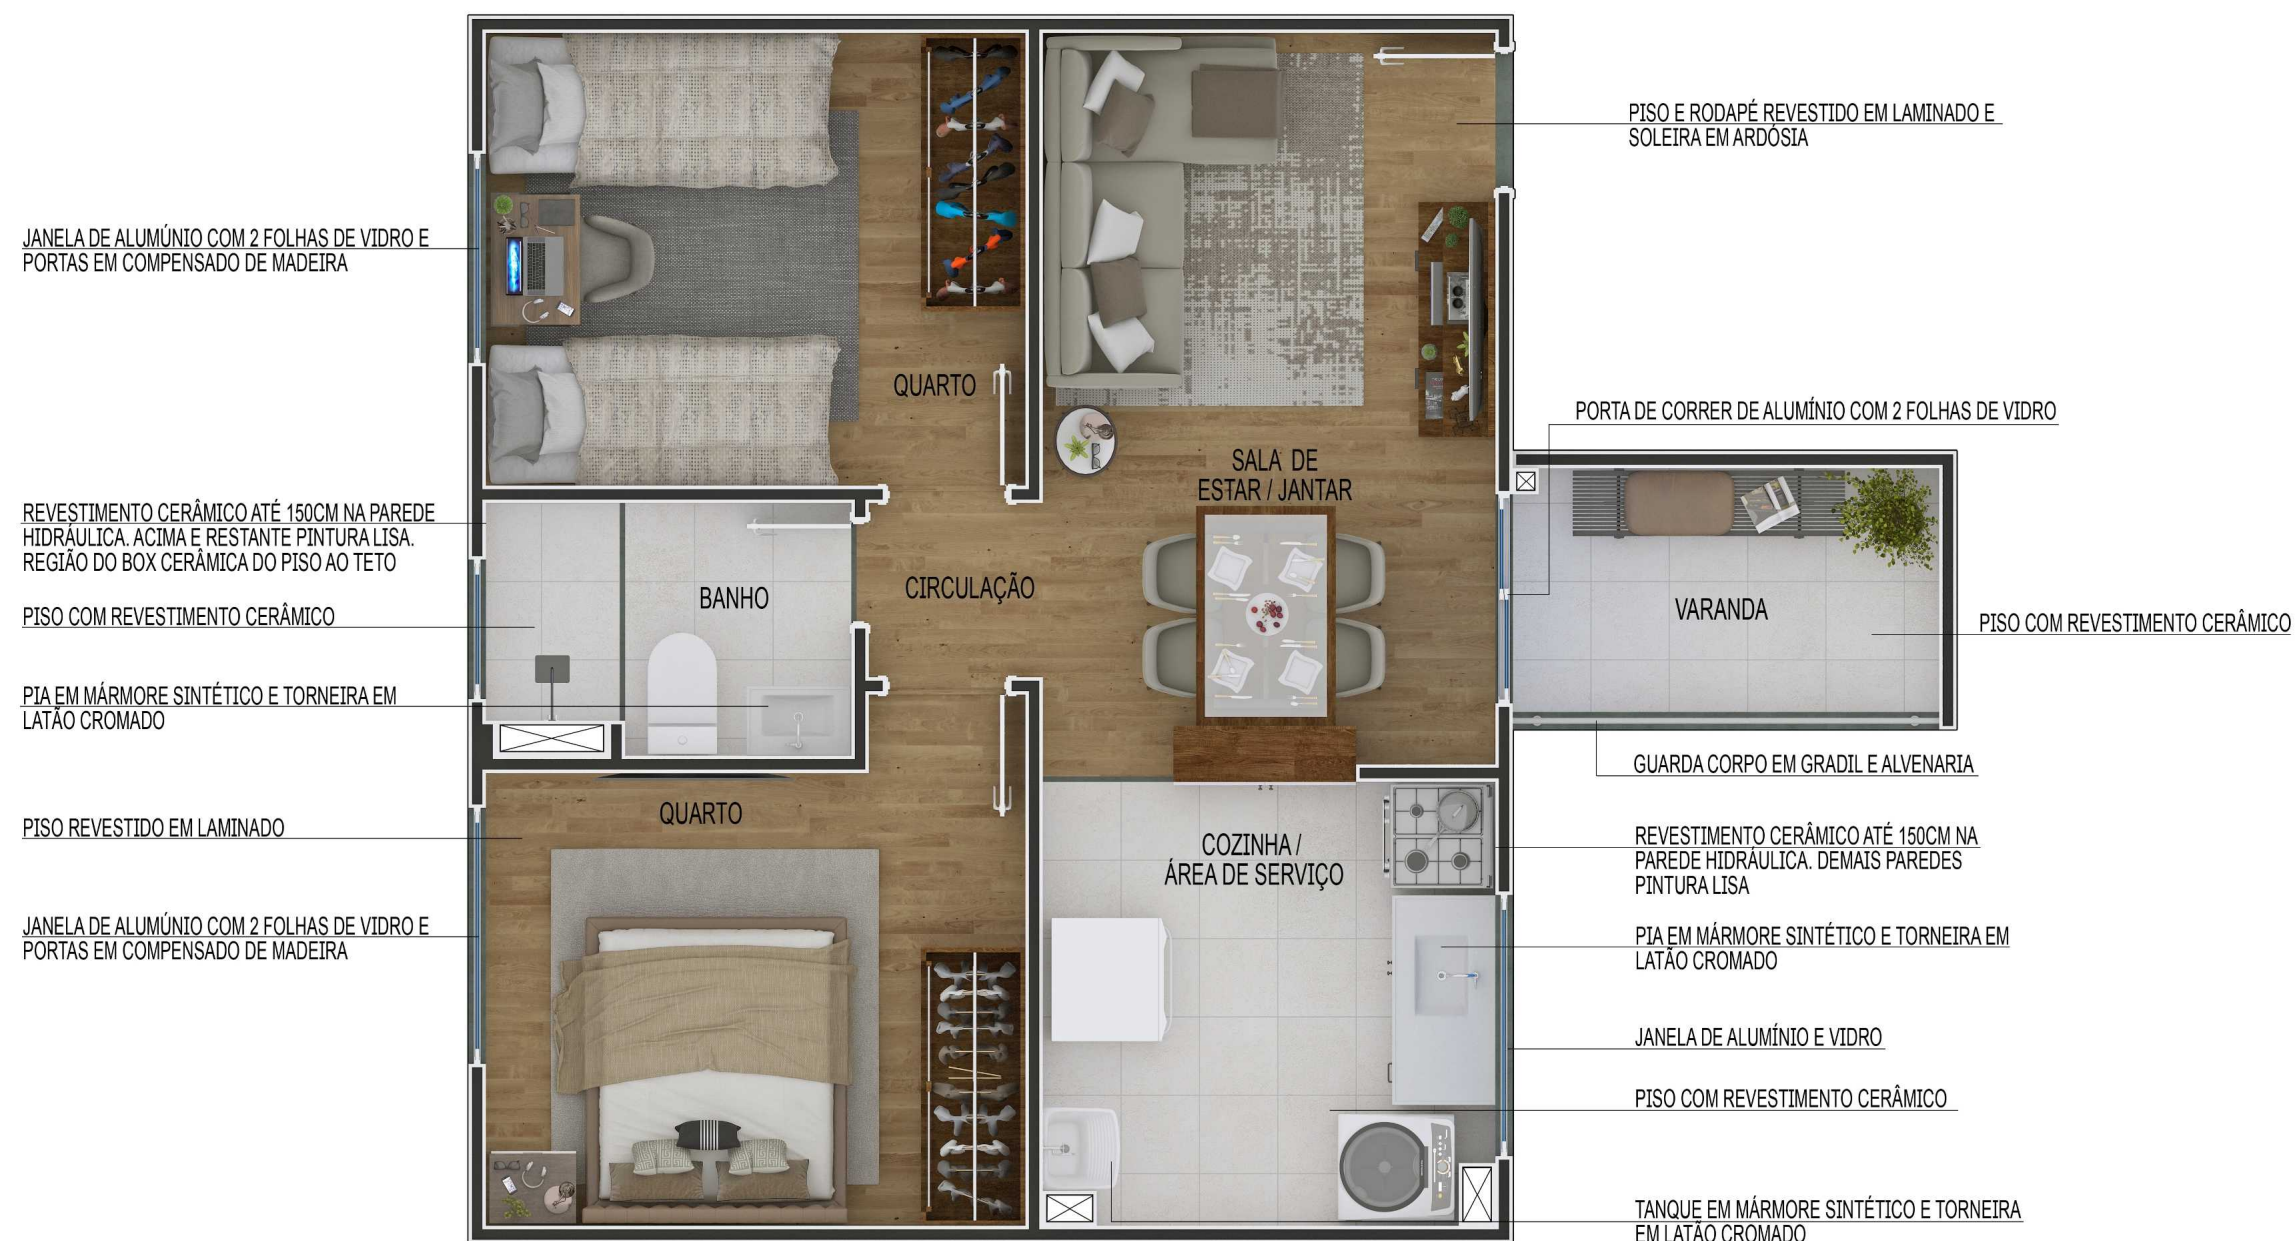 JANELA DE ALUMÚNIO COM 2 FOLHAS DE VIDRO E
PORTAS EM COMPENSADO DE MADEIRA
REVESTIMENTO CERÂMICO ATÉ 150CM NA PAREDE
HIDRÁULICA. ACIMA E RESTANTE PINTURA LISA.
REGIÃO DO BOX CERÂMICA DO PISO AO TETO
PISO COM REVESTIMENTO CERÂMICO
PIA EM MÁRMORE SINTÉTICO E TORNEIRA EM
LATÃO CROMADO
PISO REVESTIDO EM LAMINADO
JANELA DE ALUMÚNIO COM 2 FOLHAS DE VIDRO E
PORTAS EM COMPENSADO DE MADEIRA
QUARTO
SALA DE
ESTAR / JANTAR
BANHO
CIRCULAÇÃO
VARANDA
QUARTO
COZINHA /
ÁREA DE SERVIÇO
PISO E RODAPÉ REVESTIDO EM LAMINADO E
SOLEIRA EM ARDÓSIA
PORTA DE CORRER DE ALUMÍNIO COM 2 FOLHAS DE VIDRO
PISO COM REVESTIMENTO CERÂMICO
GUARDA CORPO EM GRADIL E ALVENARIA
REVESTIMENTO CERÂMICO ATÉ 150CM NA
PAREDE HIDRÁULICA. DEMAIS PAREDES
PINTURA LISA
PIA EM MÁRMORE SINTÉTICO E TORNEIRA EM
LATÃO CROMADO
JANELA DE ALUMÍNIO E VIDRO
PISO COM REVESTIMENTO CERÂMICO
TANQUE EM MÁRMORE SINTÉTICO E TORNEIRA
EM LATÃO CROMADO